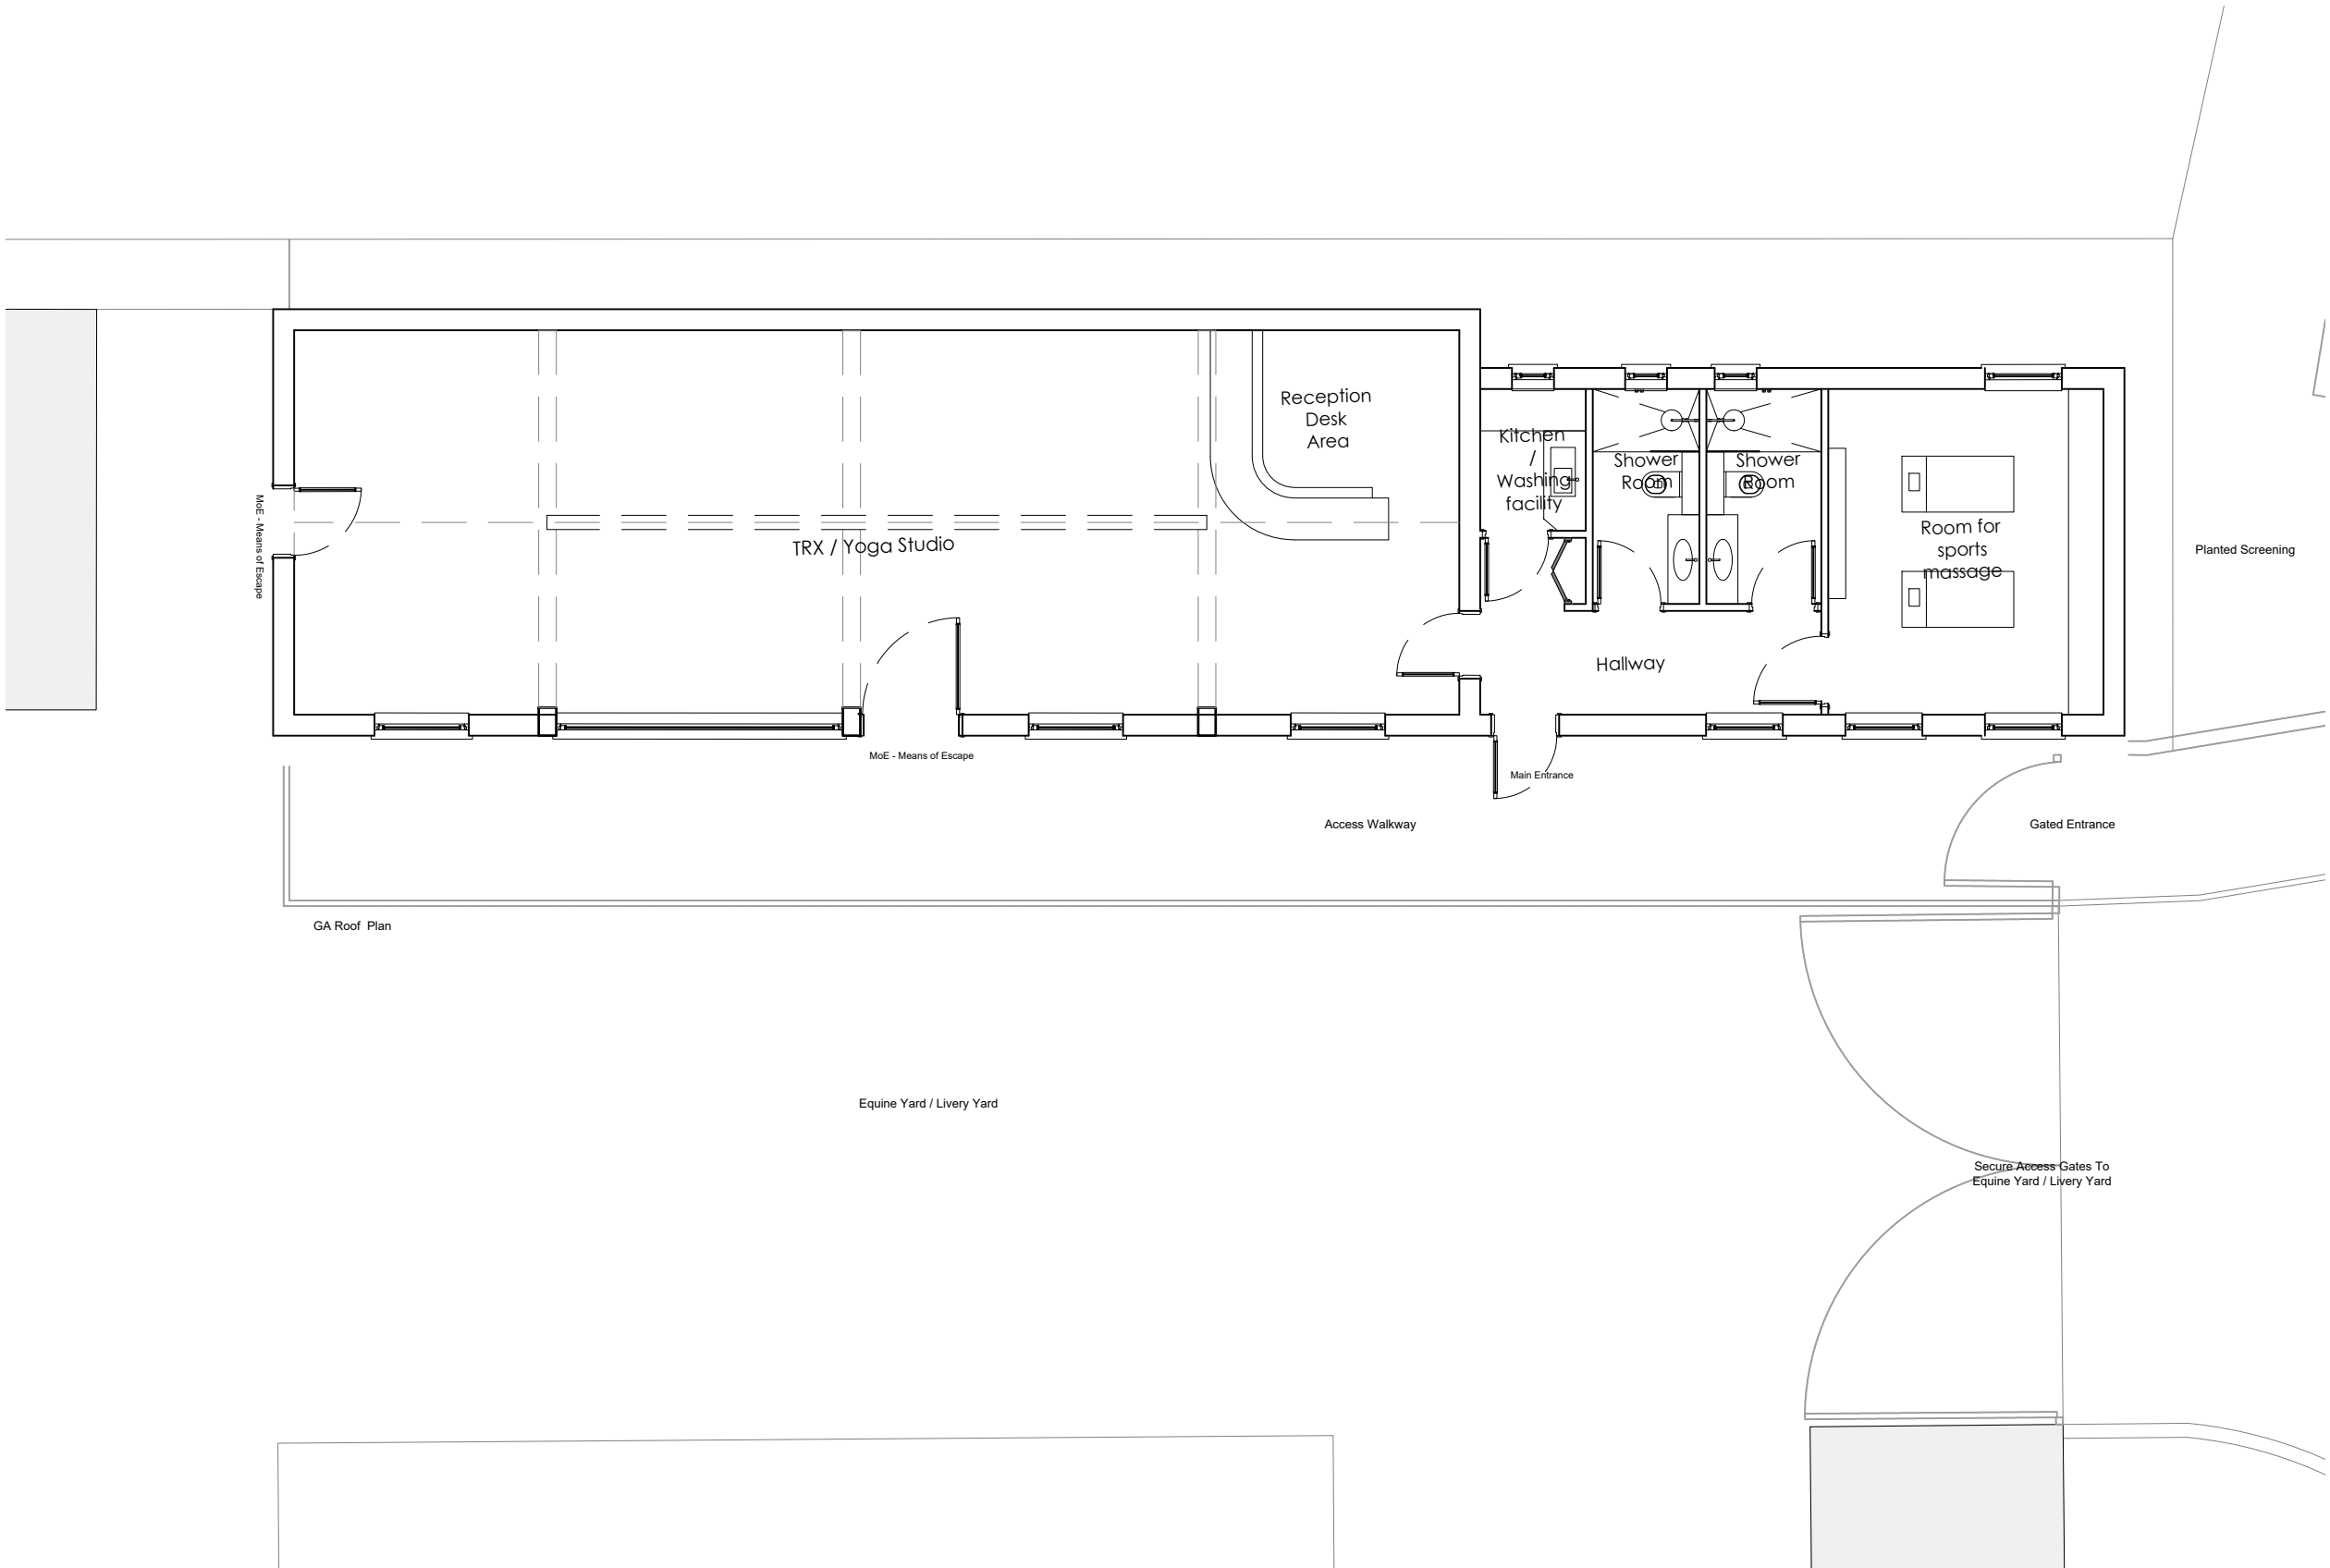 Reception
Desk
Area
Kitchen
/
Washing
facility
Shower
Room
Shower
Room
Room for
sports
massage
TRX / Yoga Studio
MoE - Means of Escape
Planted Screening
Hallway
MoE - Means of Escape
Main Entrance
Access Walkway
Gated Entrance
GA Roof  Plan
Equine Yard / Livery Yard
Secure Access Gates To
Equine Yard / Livery Yard